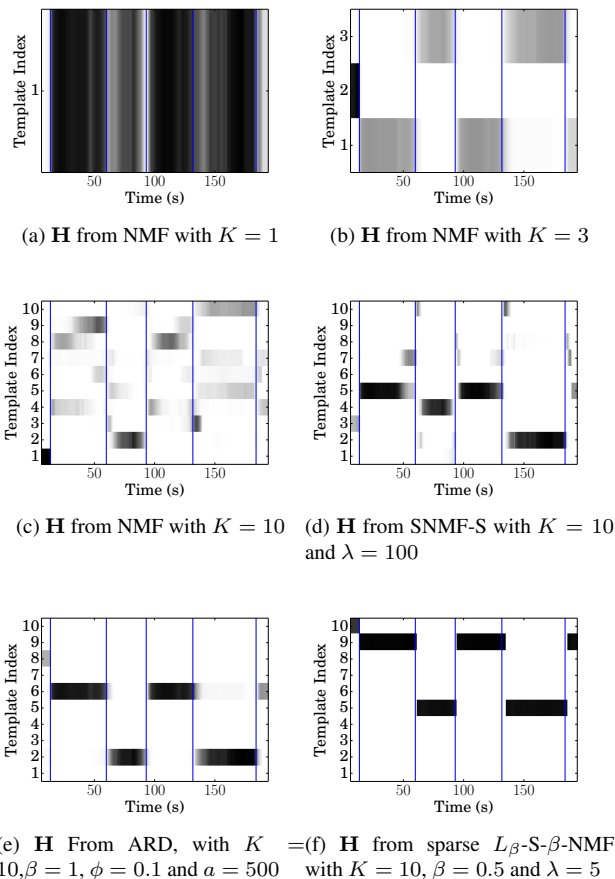 Template Index
1
50 100 150
Time (s)
Template Index
3
2
1
50 100 150
Time (s)
(a) H from NMF with K = 1
(b) H from NMF with K = 3
Template Index
10
9
8
7
6
5
4
3
2
1
50 100 150
Time (s)
Template Index
10
9
8
7
6
5
4
3
2
1
50 100 150
Time (s)
(c) H from NMF with K = 10
(d) H from SNMF-S with K = 10
and λ = 100
Template Index
10
9
8
7
6
5
4
3
2
1
50 100 150
Time (s)
Template Index
10
9
8
7
6
5
4
3
2
1
50 100 150
Time (s)
(e) H From ARD, with K =
10,β = 1, ϕ = 0.1 and a = 500
(f) H from sparse Lβ-S-β-NMF
with K = 10, β = 0.5 and λ = 5